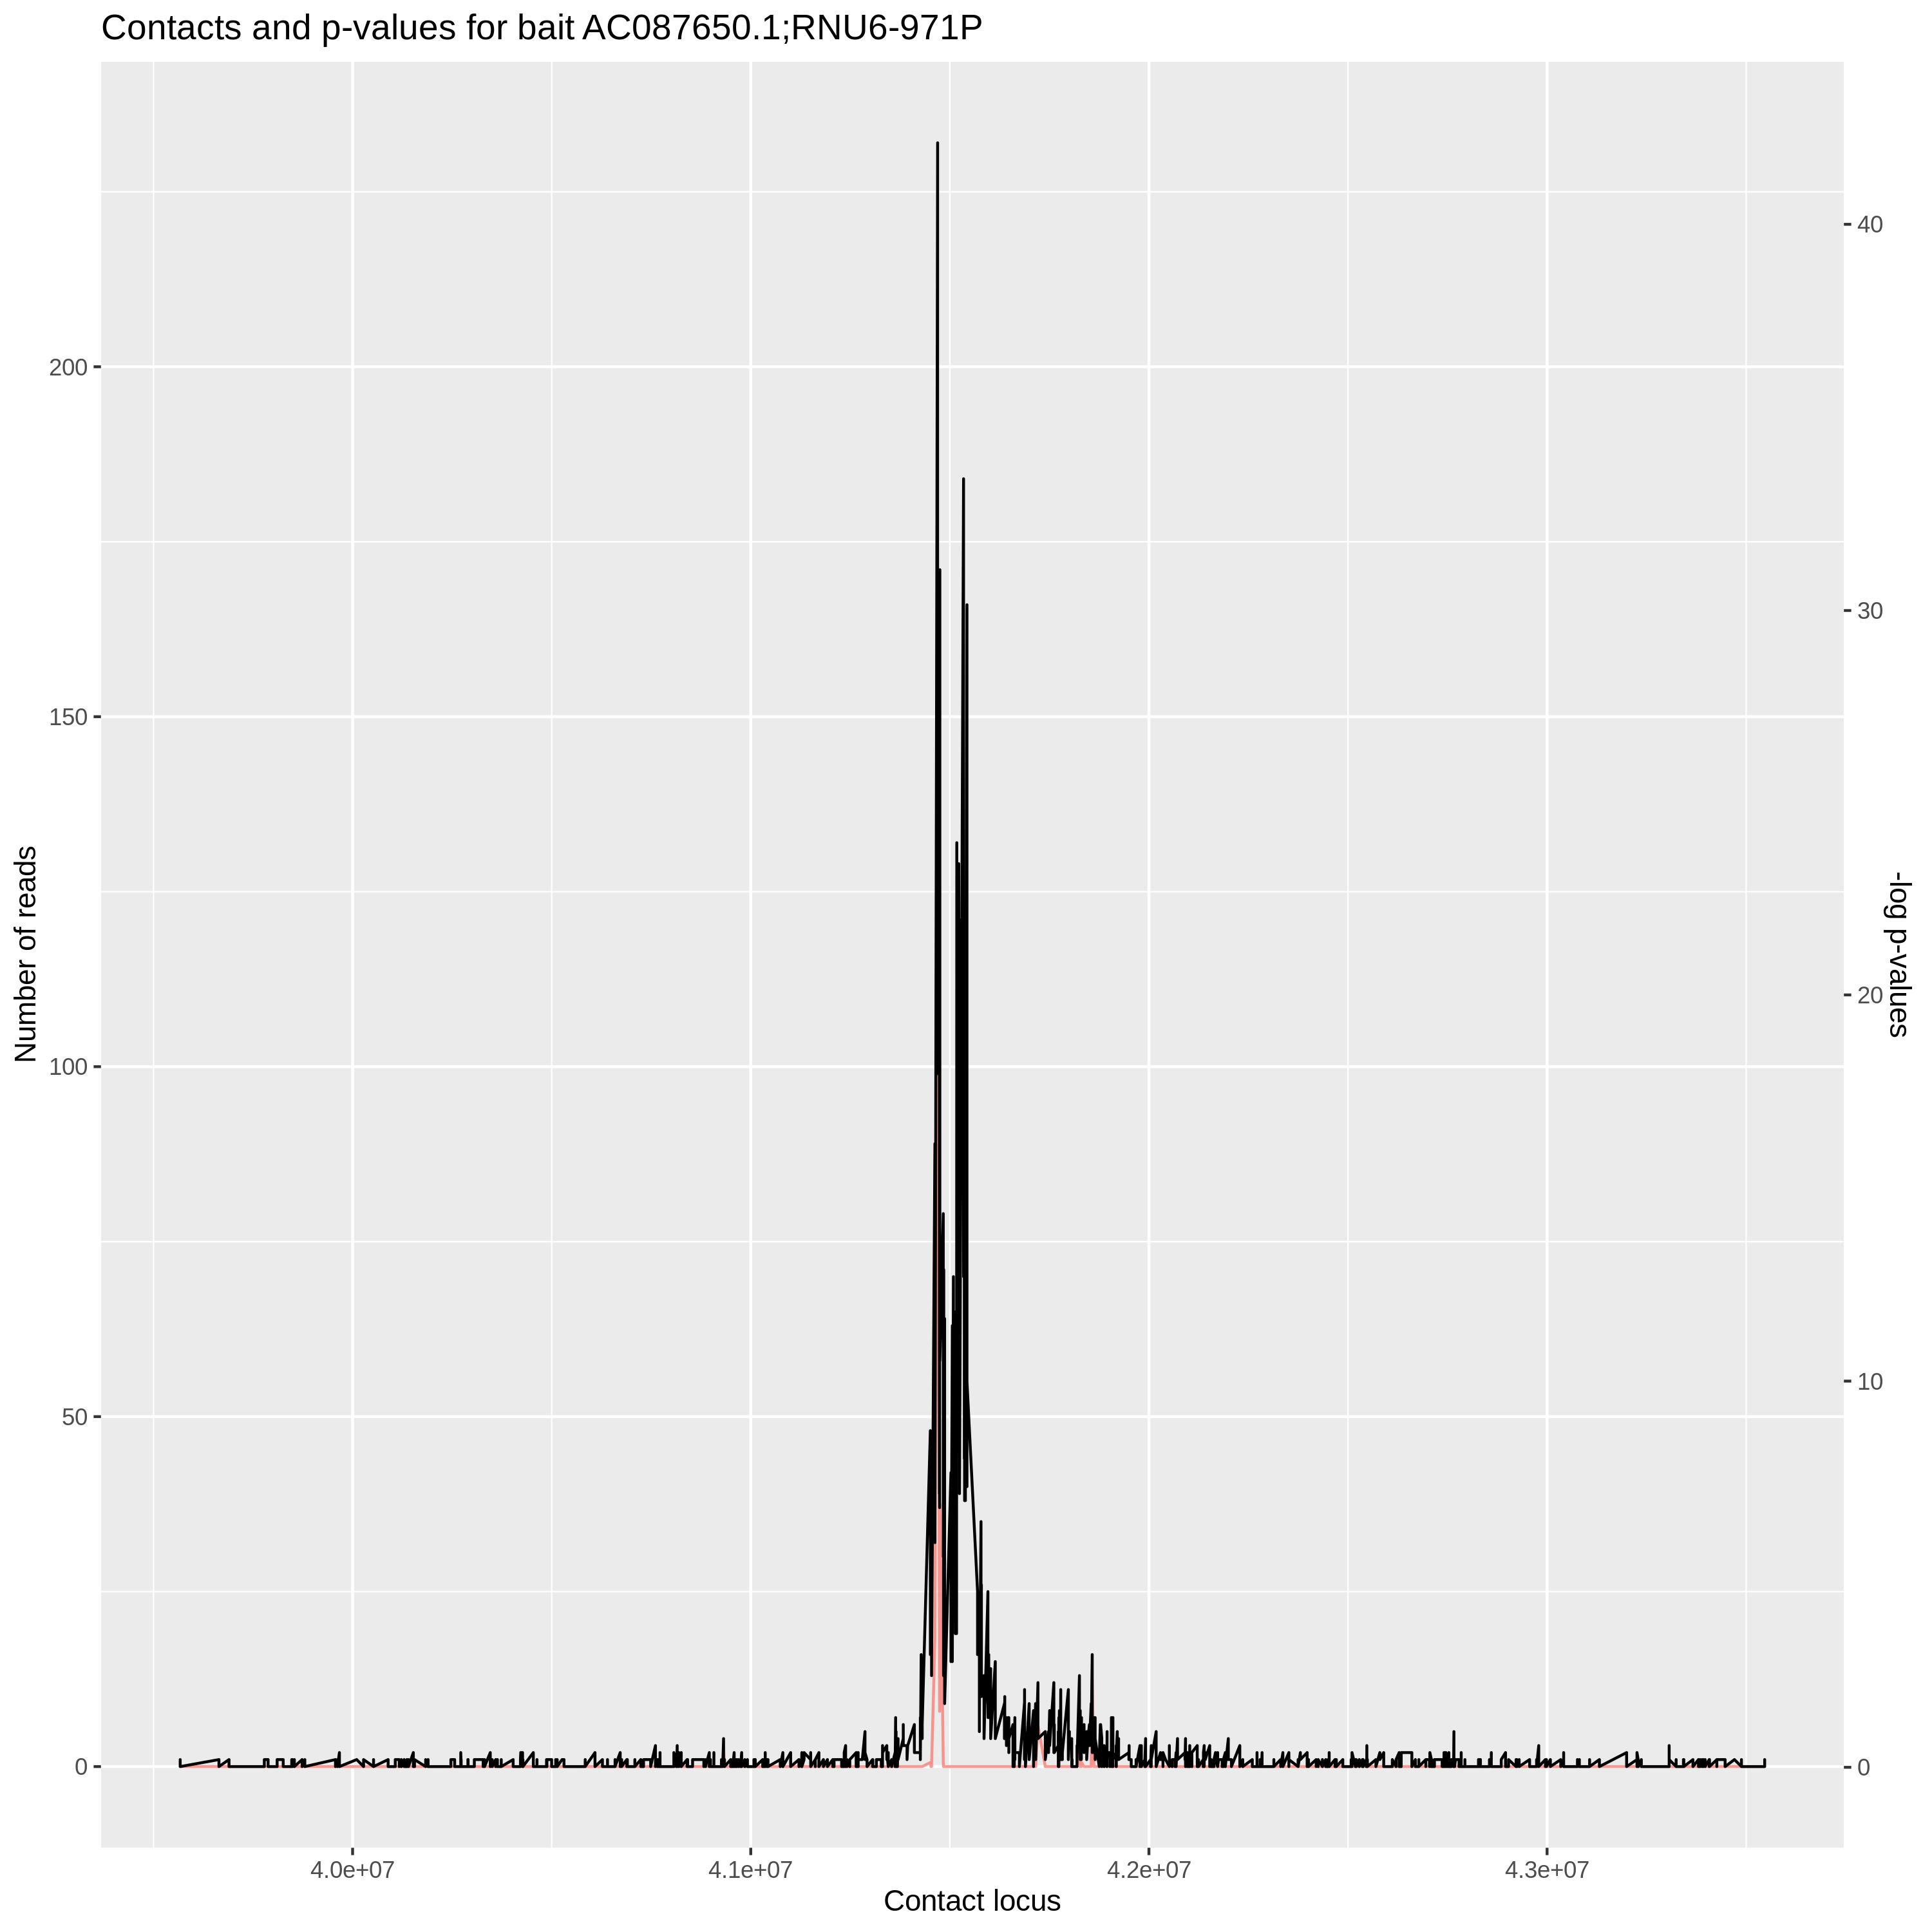 Contacts and p-values for bait AC087650.1;RNU6-971P
Number of reads
200
150
100
50
0
40
30
20
10
0
-log p-values
4.0e+07
4.1e+07
4.2e+07
4.3e+07
Contact locus